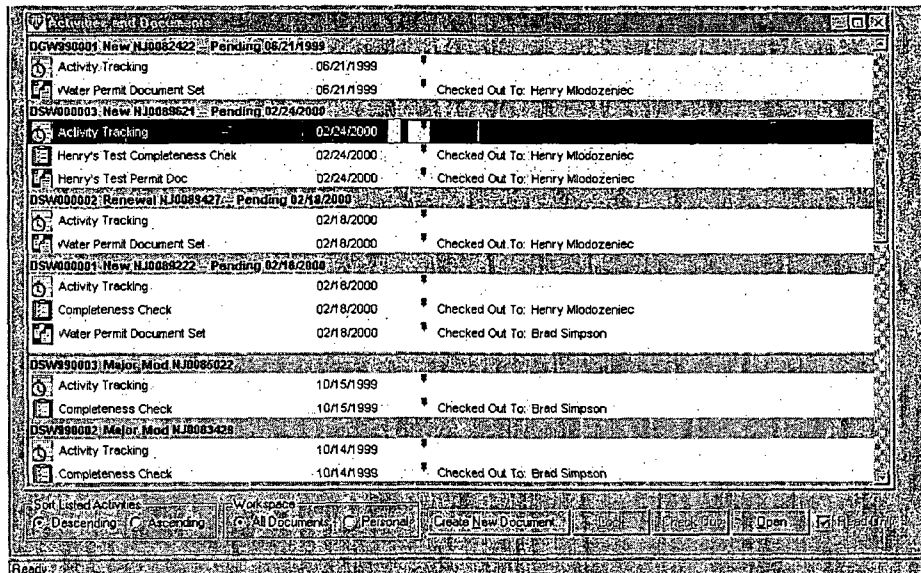 Activities and Documents
DGW990001 New NJ0082422 Pending 06/21/1999
Activity Tracking 06/21/1999
Water Permit Document Set 06/21/1999 Checked Out To: Henry Mlodozeniec
DSW000003 New NJ0089621 Pending 02/24/2000
Activity Tracking 02/24/2000
Henry's Test Completeness Chek 02/24/2000 Checked Out To: Henry Mlodozeniec
Henry's Test Permit Doc 02/24/2000 Checked Out To: Henry Mlodozeniec
DSW000002 Renewal NJ0083427 Pending 02/18/2000
Activity Tracking 02/18/2000
Water Permit Document Set 02/18/2000 Checked Out To: Henry Mlodozeniec
DSW000001 New NJ0089222 Pending 02/18/2000
Activity Tracking 02/18/2000
Completeness Check 02/18/2000 Checked Out To: Henry Mlodozeniec
Water Permit Document Set 02/18/2000 Checked Out To: Brad Simpson
DSW990003 Major Mod NJ0085022
Activity Tracking 10/15/1999
Completeness Check 10/15/1999 Checked Out To: Brad Simpson
DSW990002 Major Mod NJ0083429
Activity Tracking 10/14/1999
Completeness Check 10/14/1999 Checked Out To: Brad Simpson
Sort Listed Activities Workspace
Descending Ascending All Documents Personal Create New Document Lock Check Out Open Read Only
Ready